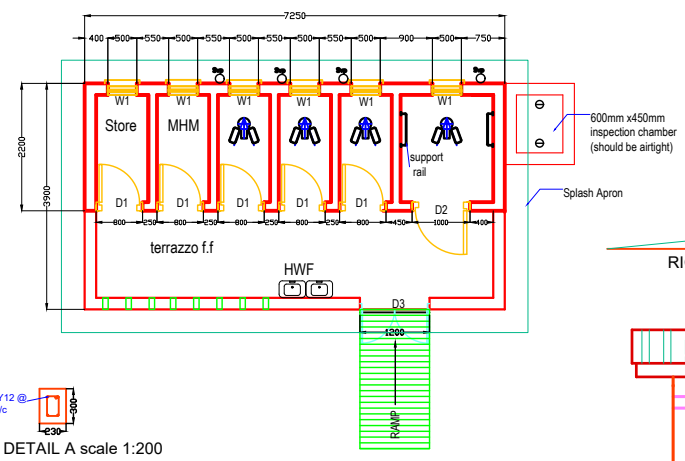 7250
400 500 550 500 550 500 550 500 550 500 900 500 750
W1 W1 W1 W1 W1 W1
Store MHM
2200
3900
support
rail
600mm x450mm
inspection chamber
(should be airtight)
Splash Apron
D1 D1 D1 D1 D1 D2
800 250 800 250 800 250 800 250 800 450 1000 400
terrazzo f.f
HWF
RI
D3
1200
RAMP
Y12 @
/c
300
230
DETAIL A scale 1:200